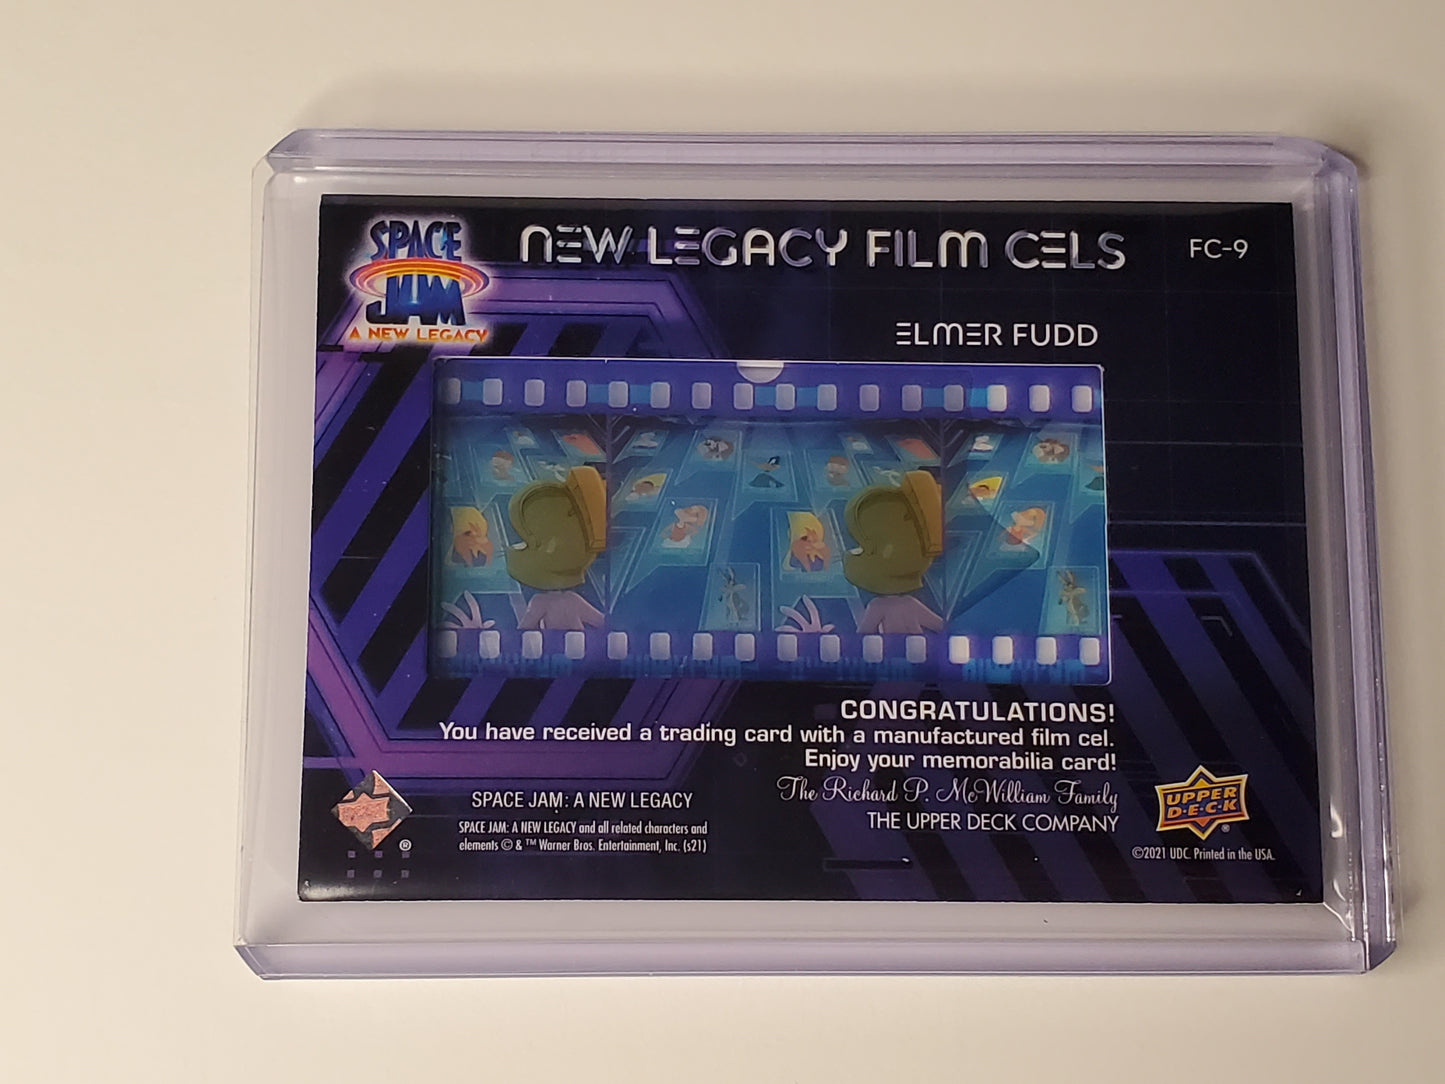 SPACE
JAM
A NEW LEGACY
NEW LEGACY FILM CELS
FC-9
ELMER FUDD
CONGRATULATIONS!
You have received a trading card with a manufactured film cel.
Enjoy your memorabilia card!
The Richard P. McWilliam Family
THE UPPER DECK COMPANY
SPACE JAM: A NEW LEGACY
SPACE JAM: A NEW LEGACY and all related characters and
elements © & ™ Warner Bros. Entertainment, Inc. (s21)
®
UPPER
D·E·C·K
®
©2021 UDC. Printed in the USA.